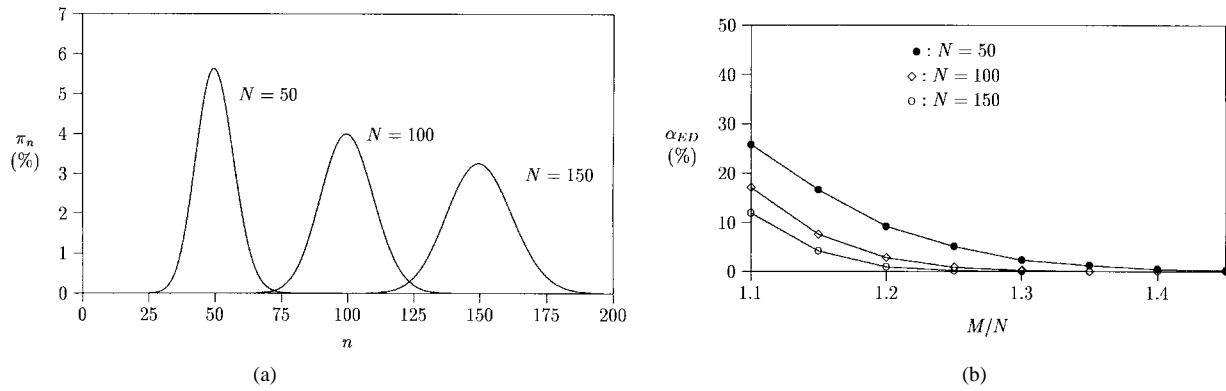 7
6
5
4
3
2
1
0
π_n
(%)
N = 50
N = 100
N = 150
0 25 50 75 100 125 150 175 200
n
(a)
50
40
30
20
10
0
α_{ED}
(%)
● : N = 50
◇ : N = 100
○ : N = 150
1.1 1.2 1.3 1.4
M/N
(b)